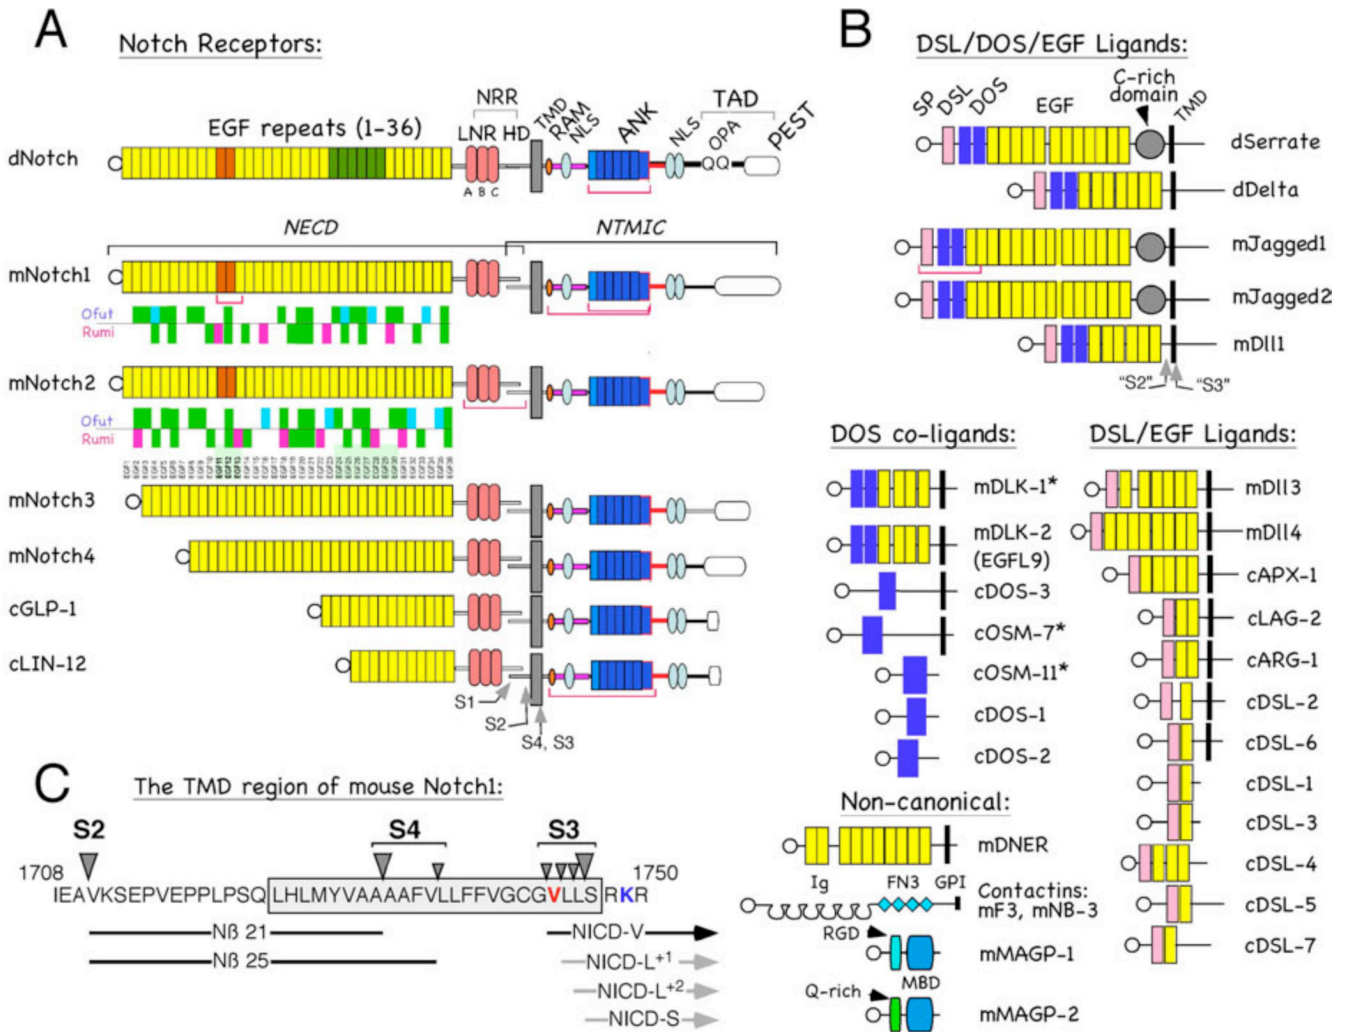 A
Notch Receptors:
NRR
TAD
EGF repeats (1-36)
LNR HD
TMD
RAM
NLS
ANK
NLS
OPA
PEST
dNotch
QQ
A B C
NECD
NTMIC
mNotch1
Ofut
Rumi
mNotch2
Ofut
Rumi
mNotch3
mNotch4
cGLP-1
cLIN-12
S1
S2
S4, S3
B
DSL/DOS/EGF Ligands:
C-rich
domain
SP
DSL
DOS
EGF
TMD
dSerrate
dDelta
mJagged1
mJagged2
mDll1
"S2"
"S3"
DOS co-ligands:
mDLK-1*
mDLK-2
(EGFL9)
cDOS-3
cOSM-7*
cOSM-11*
cDOS-1
cDOS-2
DSL/EGF Ligands:
mDll3
mDll4
cAPX-1
cLAG-2
cARG-1
cDSL-2
cDSL-6
cDSL-1
cDSL-3
cDSL-4
cDSL-5
cDSL-7
Non-canonical:
mDNER
Ig
FN3
GPI
Contactins:
mF3, mNB-3
RGD
mMAGP-1
MBD
Q-rich
mMAGP-2
C
The TMD region of mouse Notch1:
S2
S4
S3
1708
1750
IEAVKSEPVEPPLPSQLHLMYVAAAAFVLLFFVGCGVLLSRKR
Nß 21
Nß 25
NICD-V
NICD-L+1
NICD-L+2
NICD-S